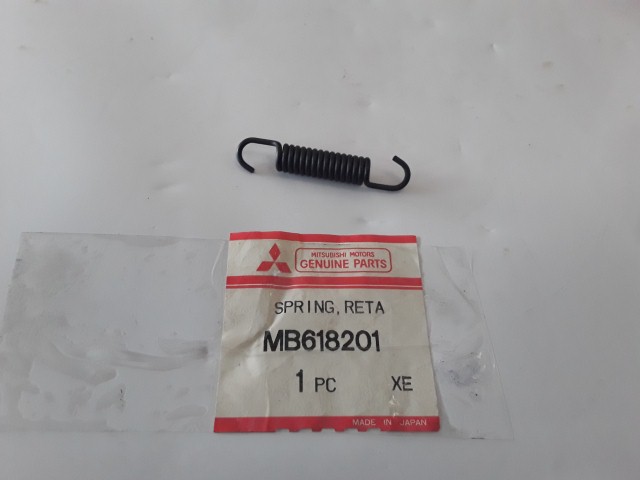 MITSUBISHI MOTORS
GENUINE PARTS
SPRING, RETA
MB618201
1 PC XE
MADE IN JAPAN